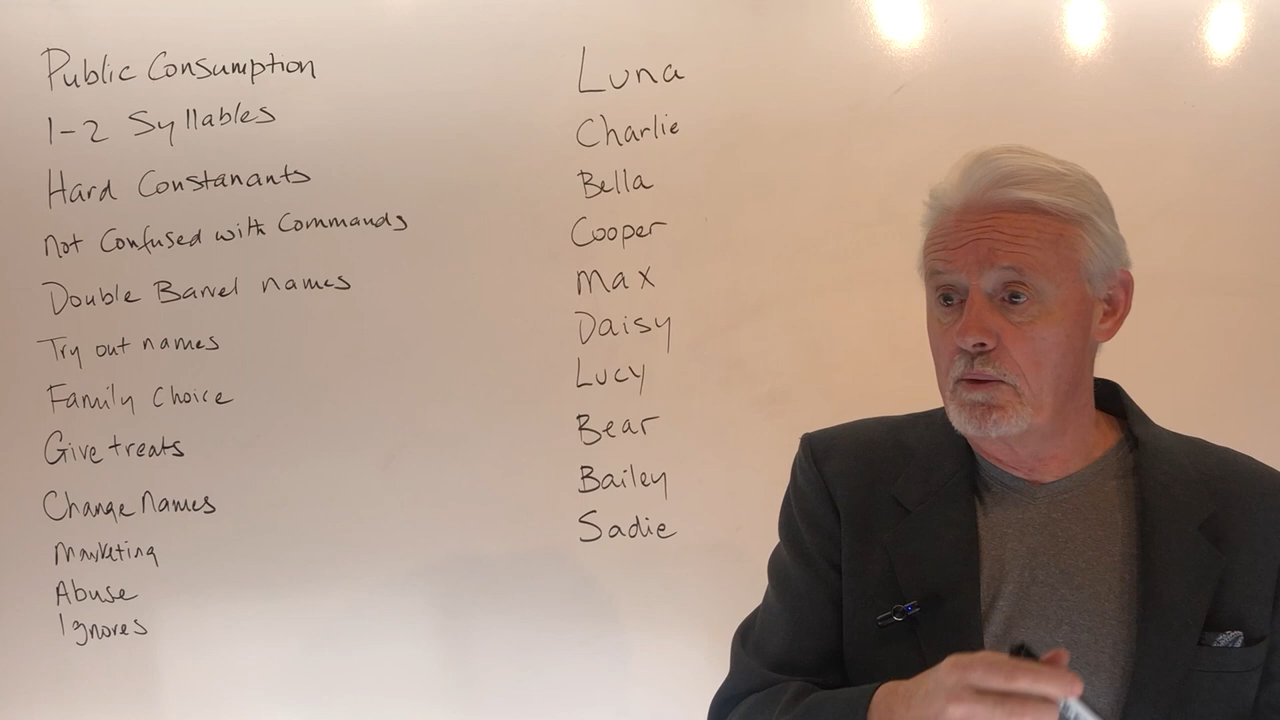 Public Consumption
1-2 Syllables
Hard Constanants
Not Confused with Commands
Double Barrel names
Try out names
Family Choice
Give treats
Change Names
Marketing
Abuse
Ignores
Luna
Charlie
Bella
Cooper
Max
Daisy
Lucy
Bear
Bailey
Sadie